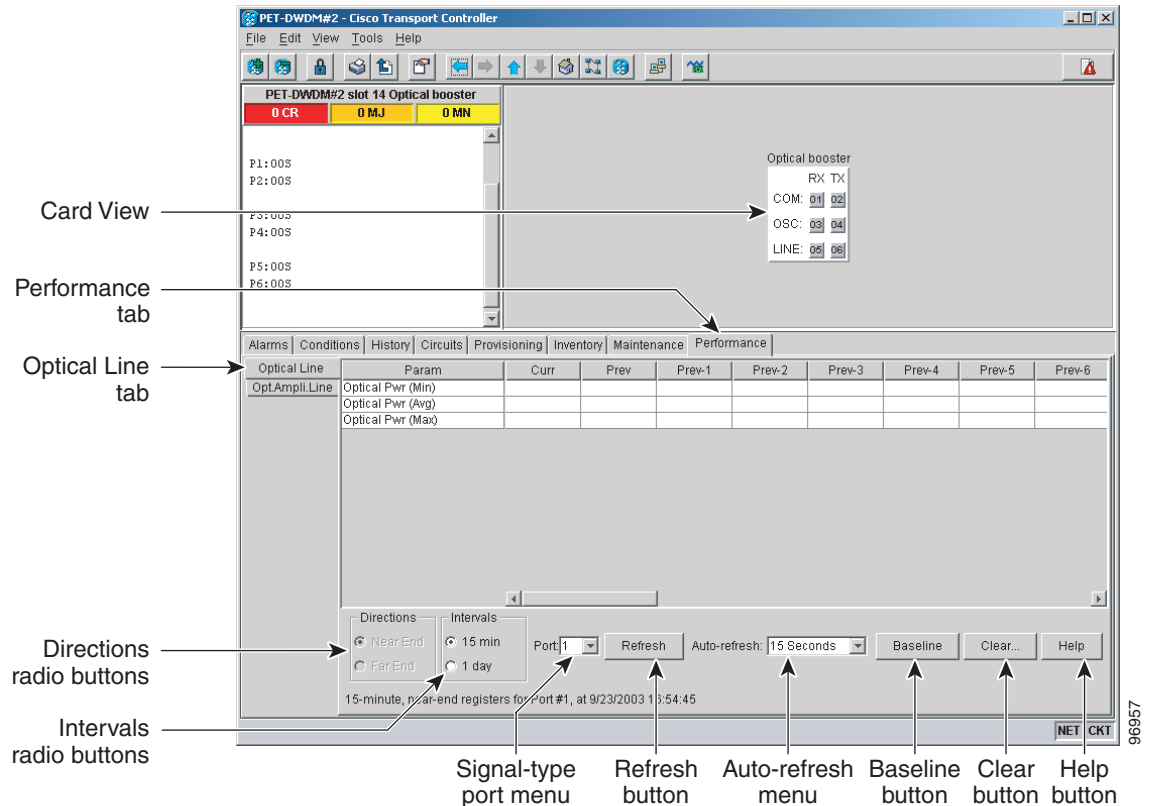 PET-DWDM#2 - Cisco Transport Controller
File Edit View Tools Help
PET-DWDM#2 slot 14 Optical booster
0 CR 0 MJ 0 MN
P1:OOS
P2:OOS
P3:OOS
P4:OOS
P5:OOS
P6:OOS
Optical booster
RX TX
COM: 01 02
OSC: 03 04
LINE: 05 06
Card View
Performance
tab
Optical Line
tab
Alarms Conditions History Circuits Provisioning Inventory Maintenance Performance
Optical Line
Opt.Ampli.Line
Param Curr Prev Prev-1 Prev-2 Prev-3 Prev-4 Prev-5 Prev-6
Optical Pwr (Min)
Optical Pwr (Avg)
Optical Pwr (Max)
Directions
Near End
Far End
Intervals
15 min
1 day
Port: 1 Refresh Auto-refresh: 15 Seconds Baseline Clear... Help
15-minute, near-end registers for Port #1, at 9/23/2003 16:54:45
NET CKT
Directions
radio buttons
Intervals
radio buttons
Signal-type
port menu
Refresh
button
Auto-refresh
menu
Baseline
button
Clear
button
Help
button
96957